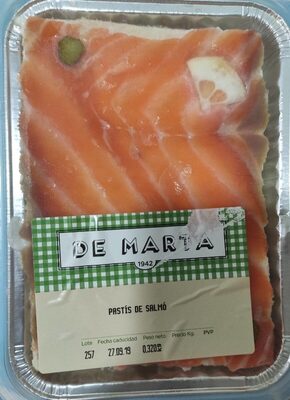 DE MARTA
1942
PASTÍS DE SALMÓ
Lote Fecha caducidad Peso neto Precio Kg. PVP
257 27.09.19 0,320